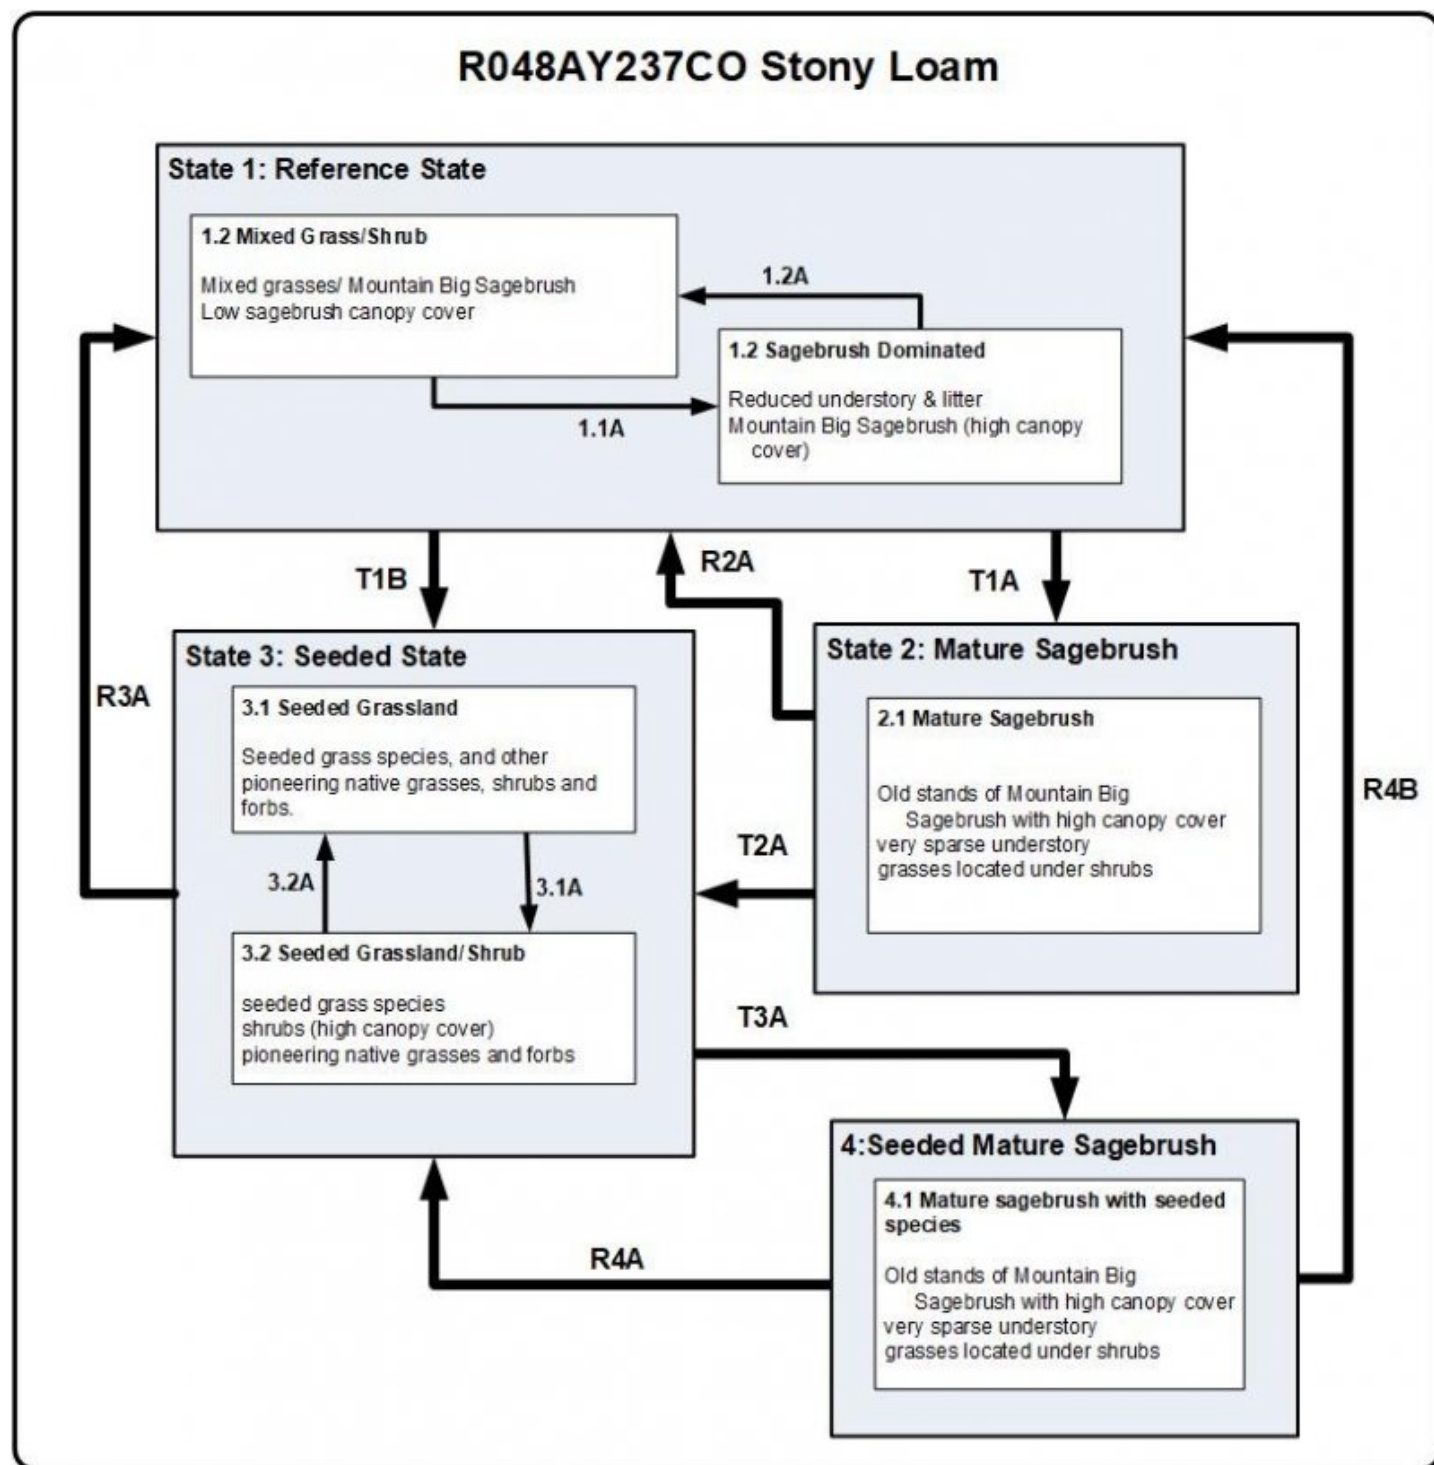 R048AY237CO Stony Loam
State 1: Reference State
1.2 Mixed Grass/Shrub
Mixed grasses/ Mountain Big Sagebrush
Low sagebrush canopy cover
1.2A
1.2 Sagebrush Dominated
Reduced understory & litter
Mountain Big Sagebrush (high canopy
cover)
1.1A
T1B
R2A
T1A
State 3: Seeded State
3.1 Seeded Grassland
Seeded grass species, and other
pioneering native grasses, shrubs and
forbs.
3.2A
3.1A
3.2 Seeded Grassland/Shrub
seeded grass species
shrubs (high canopy cover)
pioneering native grasses and forbs
R3A
State 2: Mature Sagebrush
2.1 Mature Sagebrush
Old stands of Mountain Big
Sagebrush with high canopy cover
very sparse understory
grasses located under shrubs
T2A
R4B
T3A
4:Seeded Mature Sagebrush
4.1 Mature sagebrush with seeded
species
Old stands of Mountain Big
Sagebrush with high canopy cover
very sparse understory
grasses located under shrubs
R4A